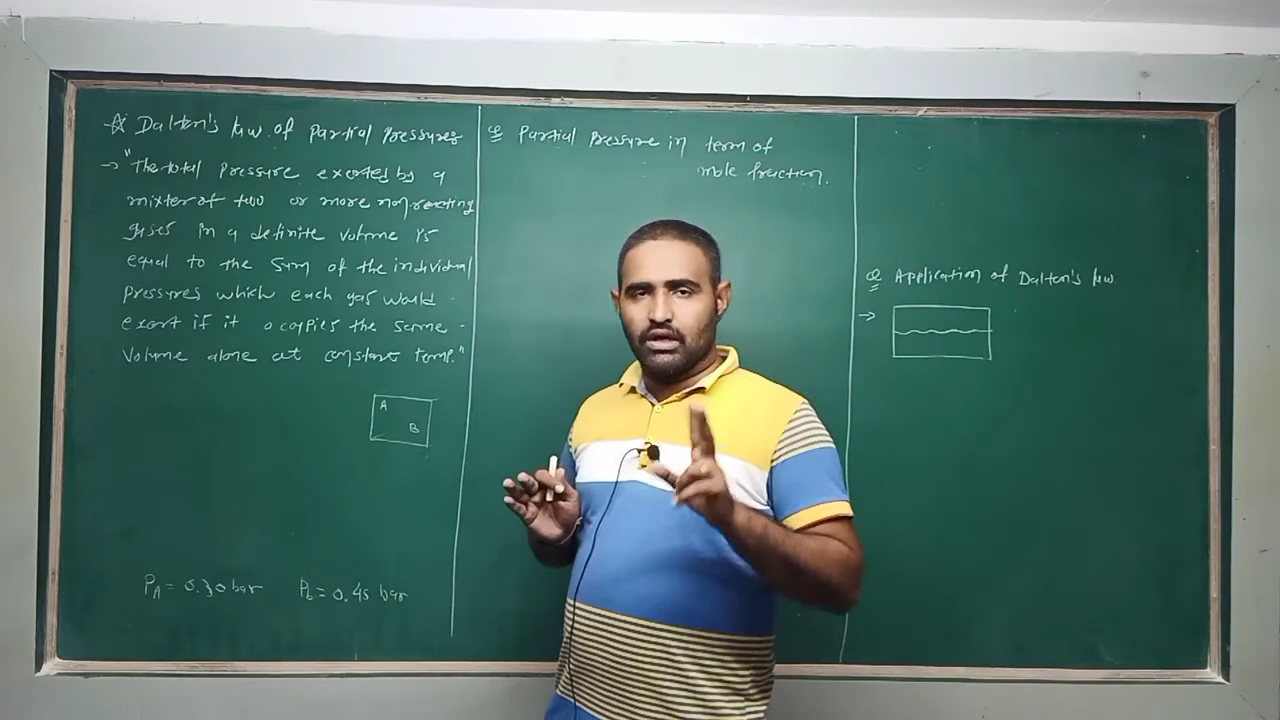 ☆ Dalton's law of Partial Pressures
→ "The total pressure exerted by a
mixter of two or more non reacting
gases in a definite volume is
equal to the sum of the individual
pressures which each gas would
exert if it occupies the same
volume alone at constant temp."
A
B
PA = 0.30 bar PB = 0.45 bar
Partial Pressure in term of
mole fraction.
Application of Dalton's law
→